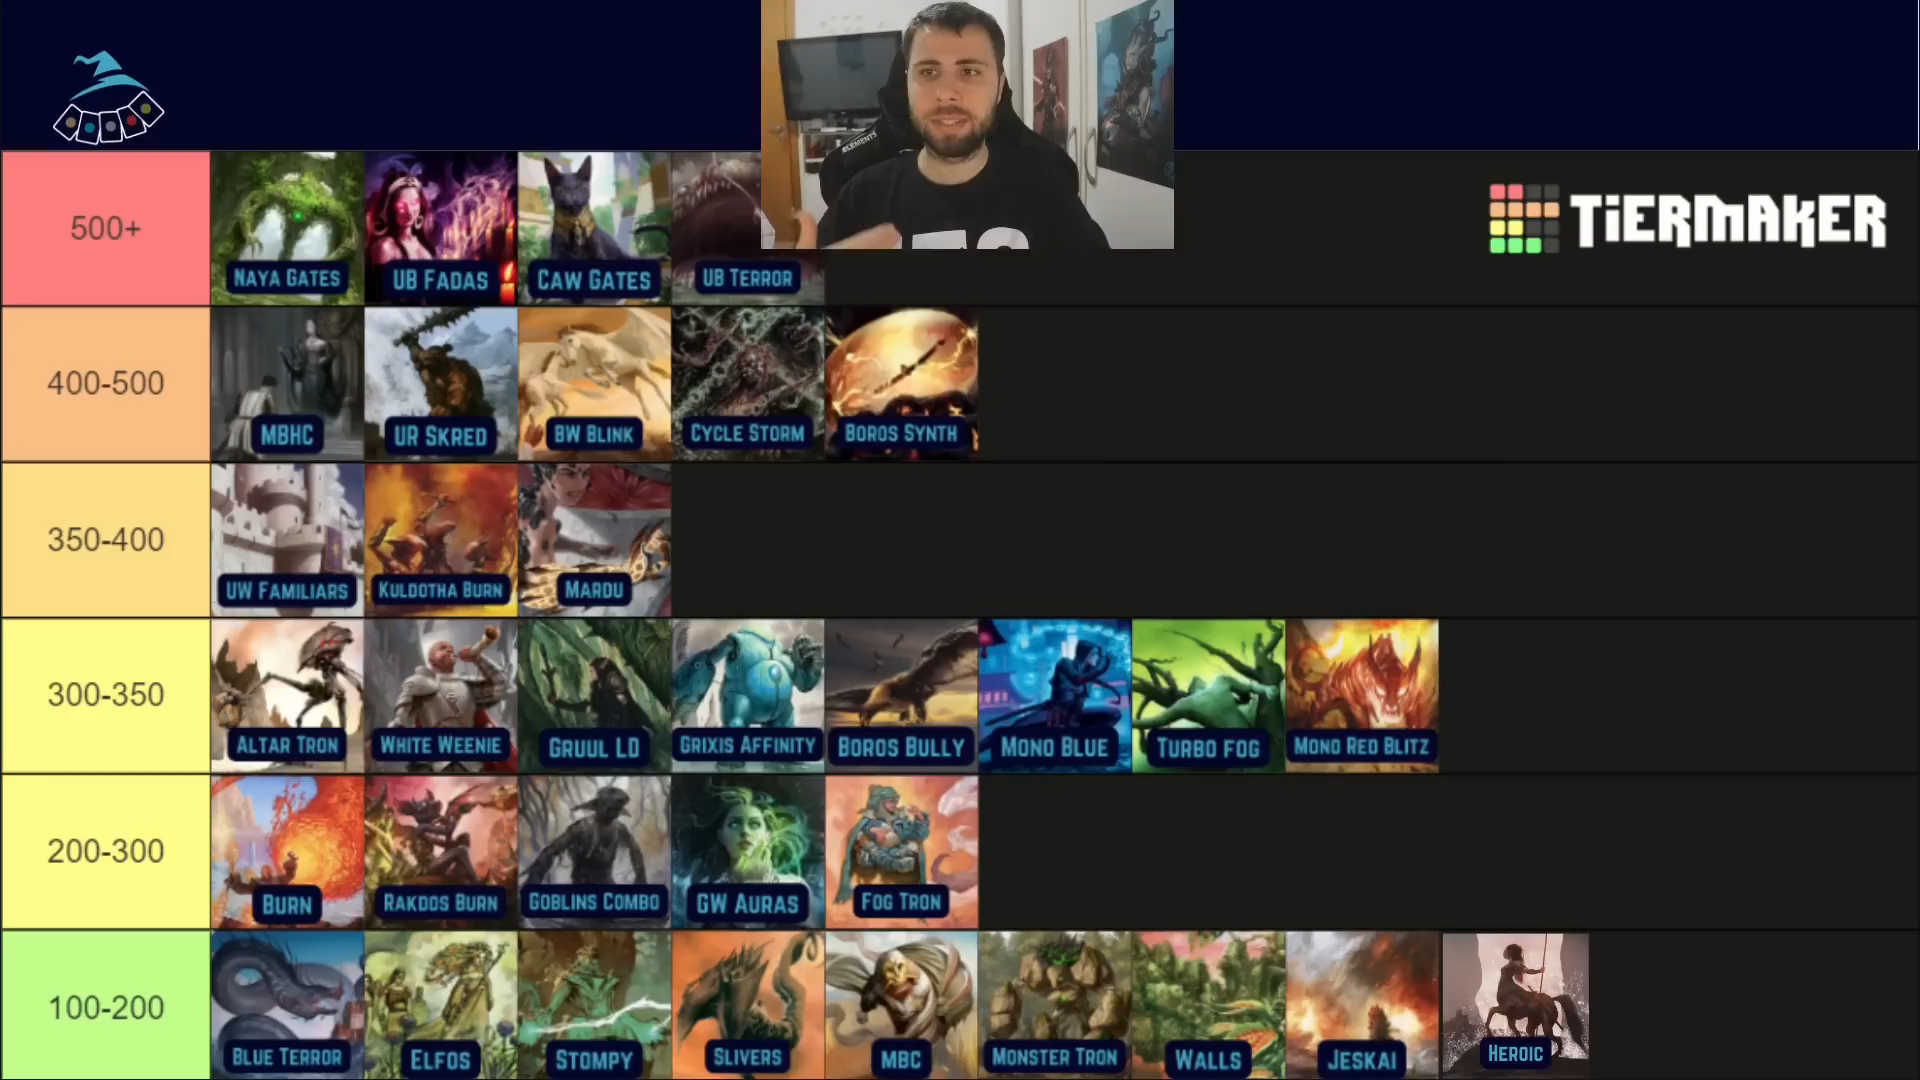 ELEMENTS
500+
NAYA GATES
UB FADAS
CAW GATES
UB TERROR
TIERMAKER
400-500
MBHC
UR SKRED
BW BLINK
CYCLE STORM
BOROS SYNTH
350-400
UW FAMILIARS
KULDOTHA BURN
MARDU
300-350
ALTAR TRON
WHITE WEENIE
GRUUL LD
GRIXIS AFFINITY
BOROS BULLY
MONO BLUE
TURBO FOG
MONO RED BLITZ
200-300
BURN
RAKDOS BURN
GOBLINS COMBO
GW AURAS
FOG TRON
100-200
BLUE TERROR
ELFOS
STOMPY
SLIVERS
MBC
MONSTER TRON
WALLS
JESKAI
HEROIC